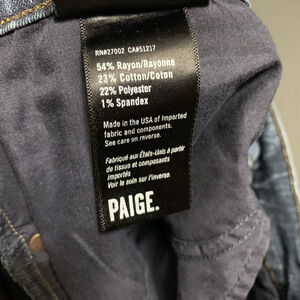 RN#27002 CA#51217
54% Rayon/Rayonne
23% Cotton/Coton
22% Polyester
1% Spandex
Made in the USA of Imported
fabric and components.
See care on reverse.
Fabriqué aux États-Unis à partir
de tissus et composants
importés
Voir le soin sur l'inverse.
PAIGE.